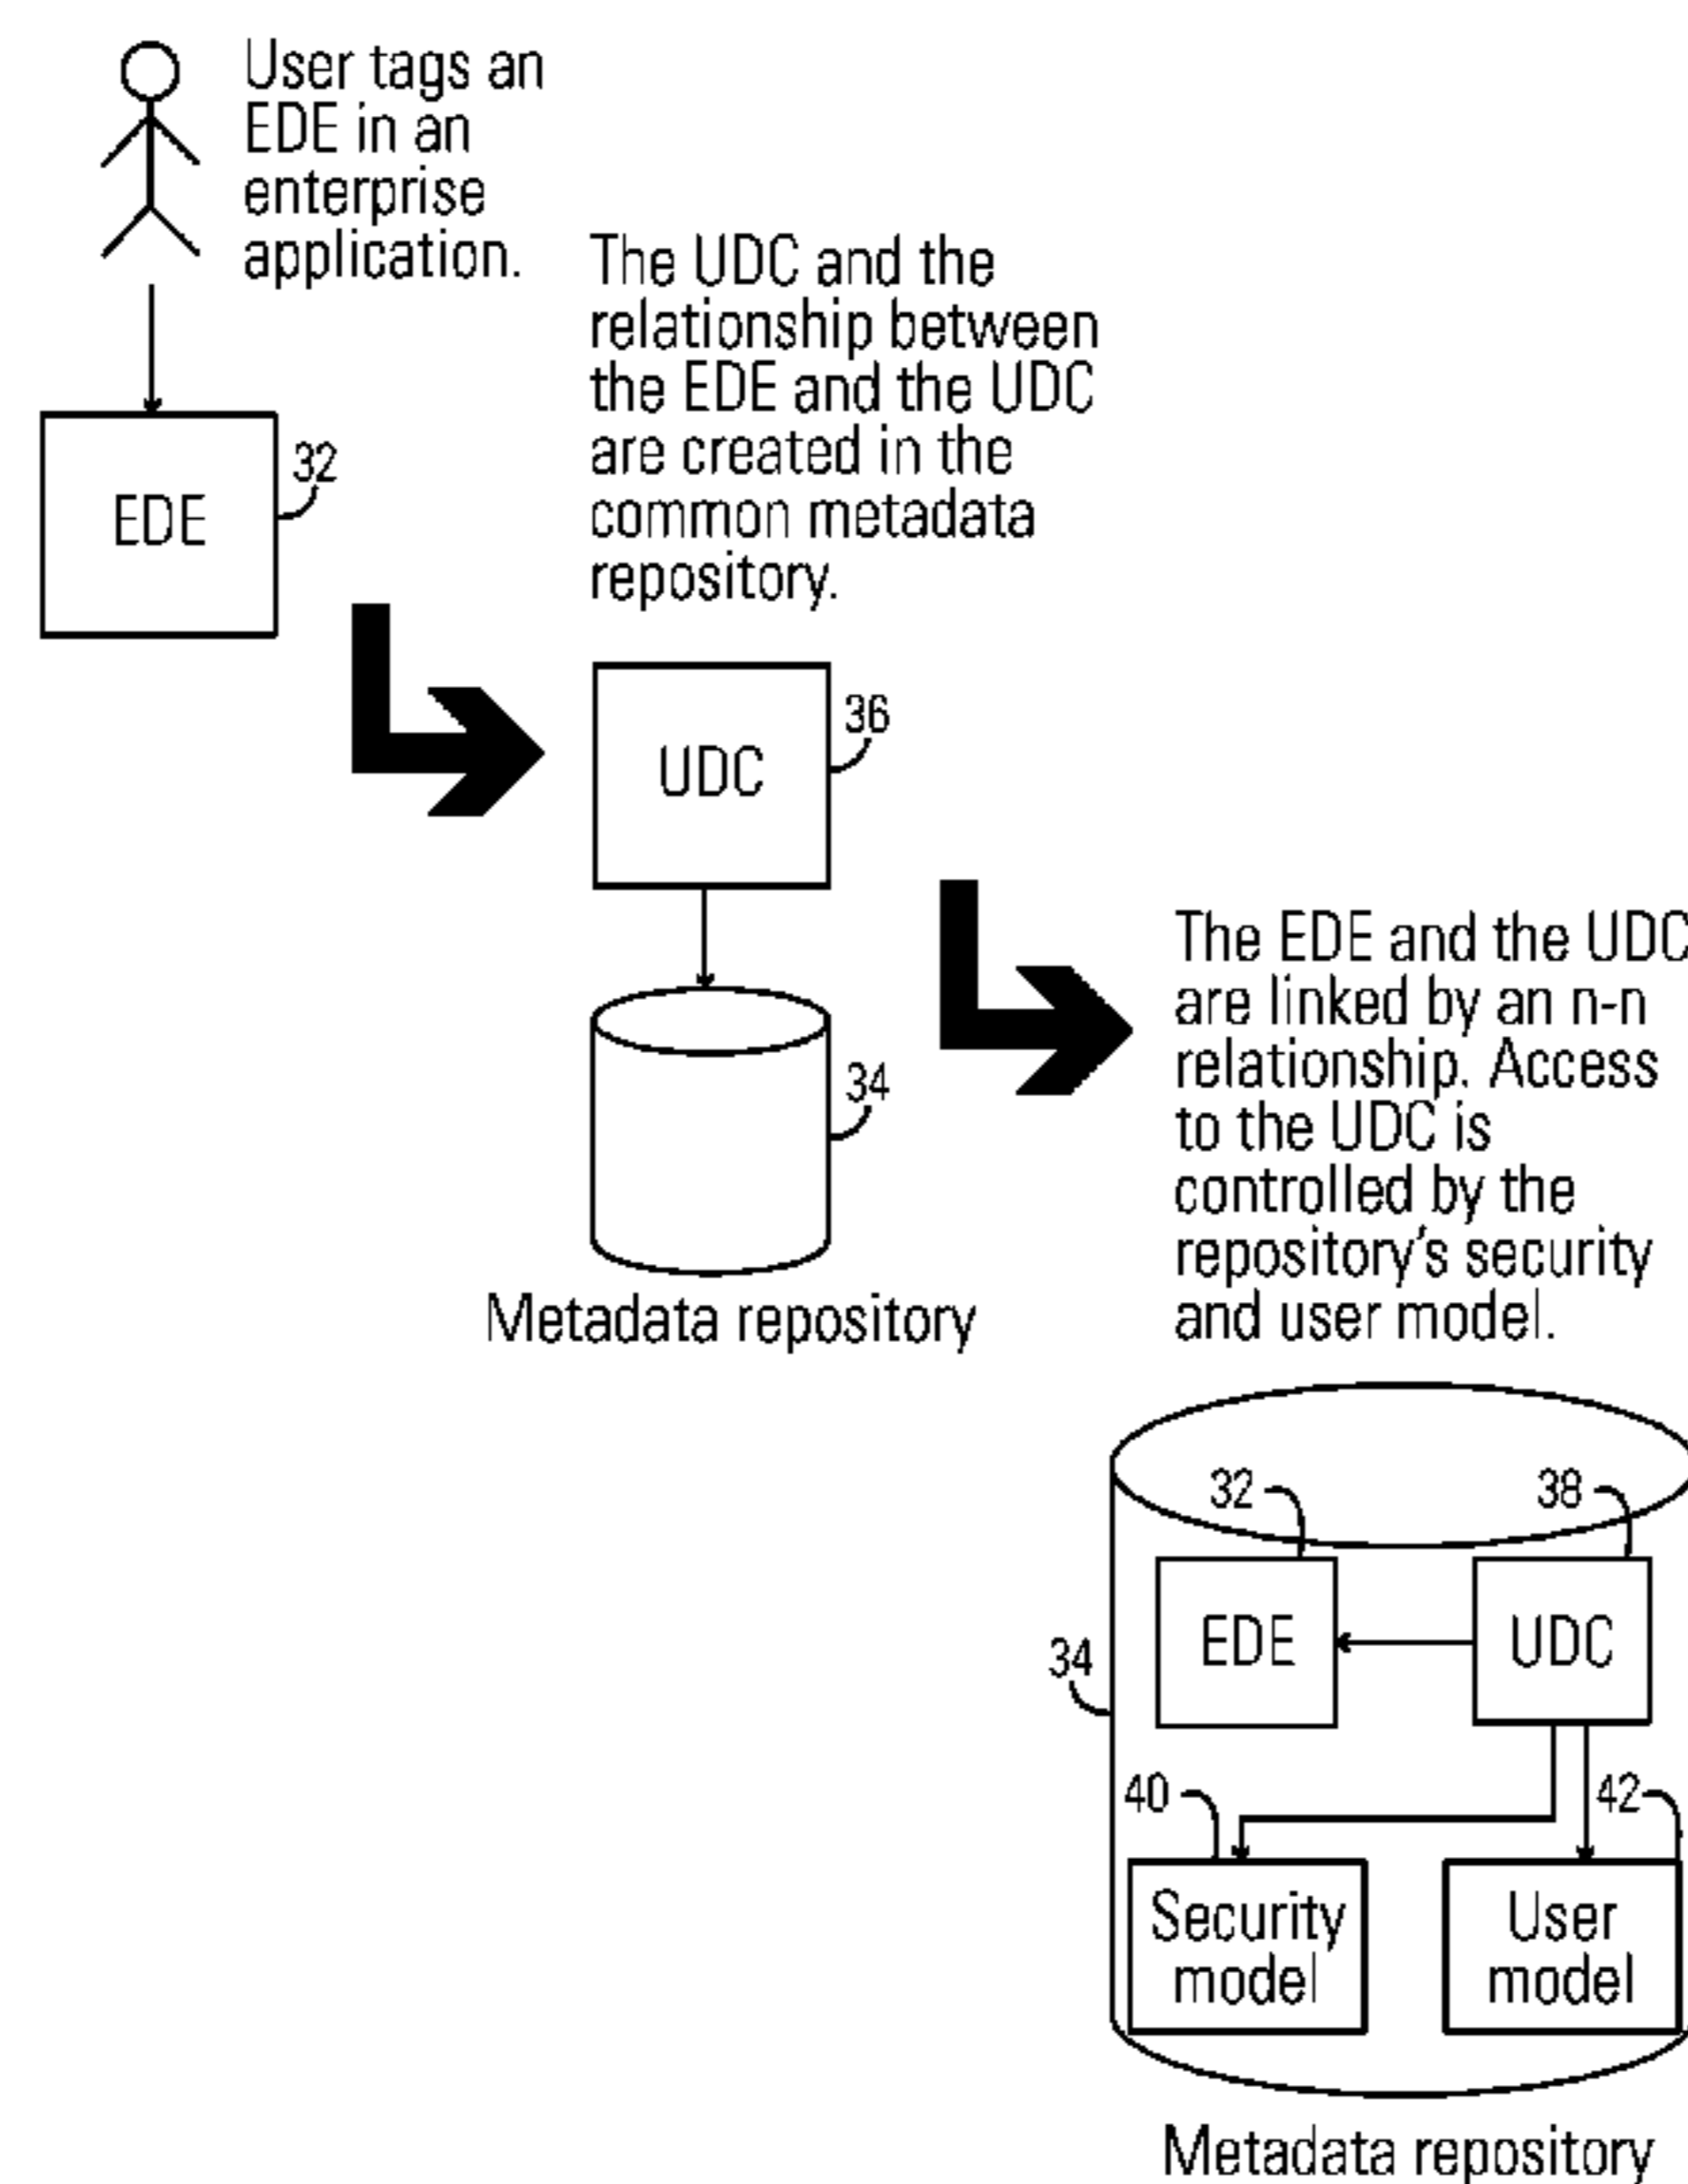 User tags an
EDE in an
enterprise
application.
EDE
32
The UDC and the
relationship between
the EDE and the UDC
are created in the
common metadata
repository.
UDC
36
34
Metadata repository
The EDE and the UDC
are linked by an n-n
relationship. Access
to the UDC is
controlled by the
repository's security
and user model.
32
38
EDE
UDC
34
40
42
Security
model
User
model
Metadata repository